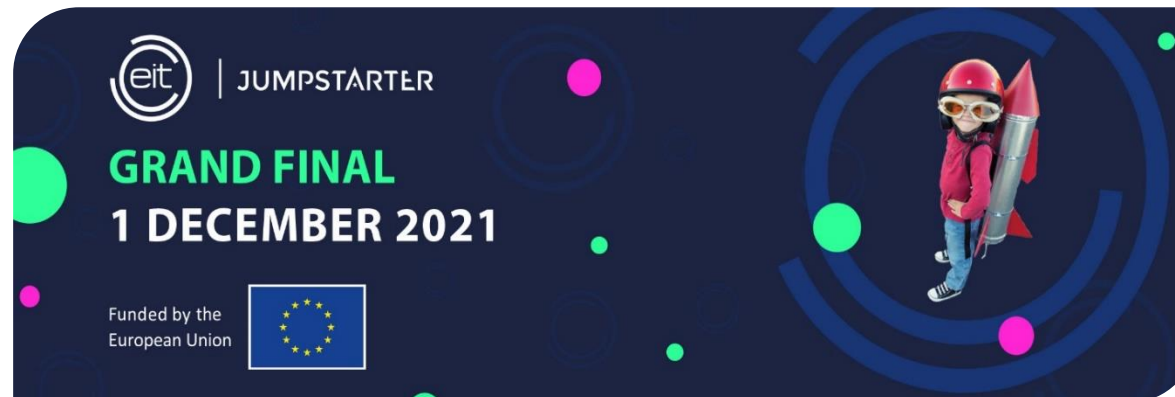 eit | JUMPSTARTER
GRAND FINAL
1 DECEMBER 2021
Funded by the
European Union